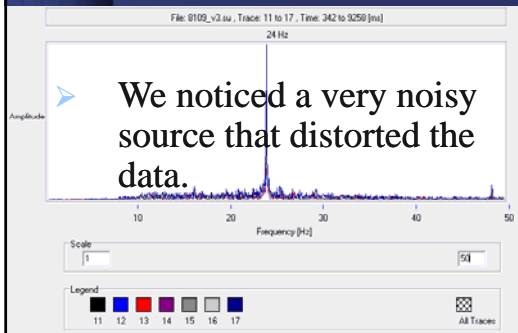 File: 8109_v3.su , Trace: 11 to 17 , Time: 342 to 9258 [ms]
24 Hz
Amplitude
➢ We noticed a very noisy
source that distorted the
data.
10 20 30 40 50
Frequency [Hz]
Scale
1 50
Legend
11 12 13 14 15 16 17 All Traces